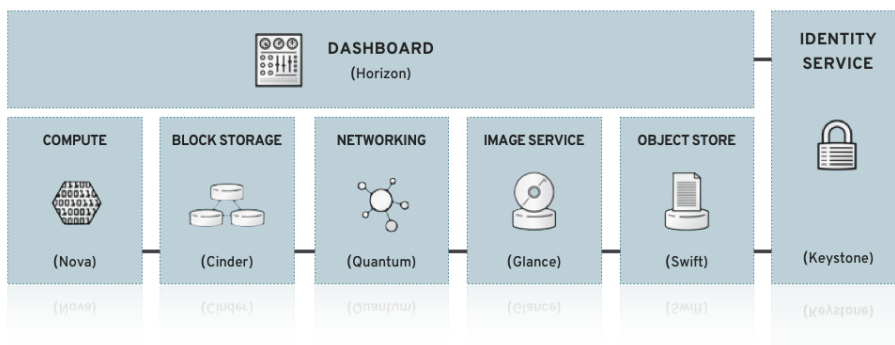 DASHBOARD
(Horizon)
IDENTITY
SERVICE
(Keystone)
COMPUTE
(Nova)
BLOCK STORAGE
(Cinder)
NETWORKING
(Quantum)
IMAGE SERVICE
(Glance)
OBJECT STORE
(Swift)